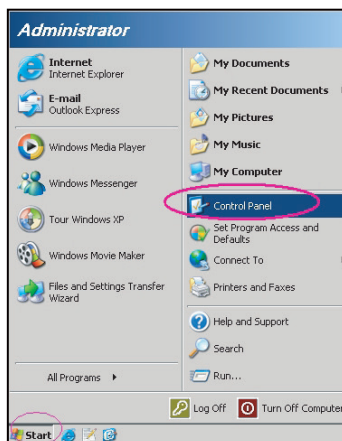 Administrator
Internet
Internet Explorer
E-mail
Outlook Express
Windows Media Player
Windows Messenger
Tour Windows XP
Windows Movie Maker
Files and Settings Transfer
Wizard
All Programs
My Documents
My Recent Documents
My Pictures
My Music
My Computer
Control Panel
Set Program Access and
Defaults
Connect To
Printers and Faxes
Help and Support
Search
Run...
Log Off
Turn Off Computer
Start